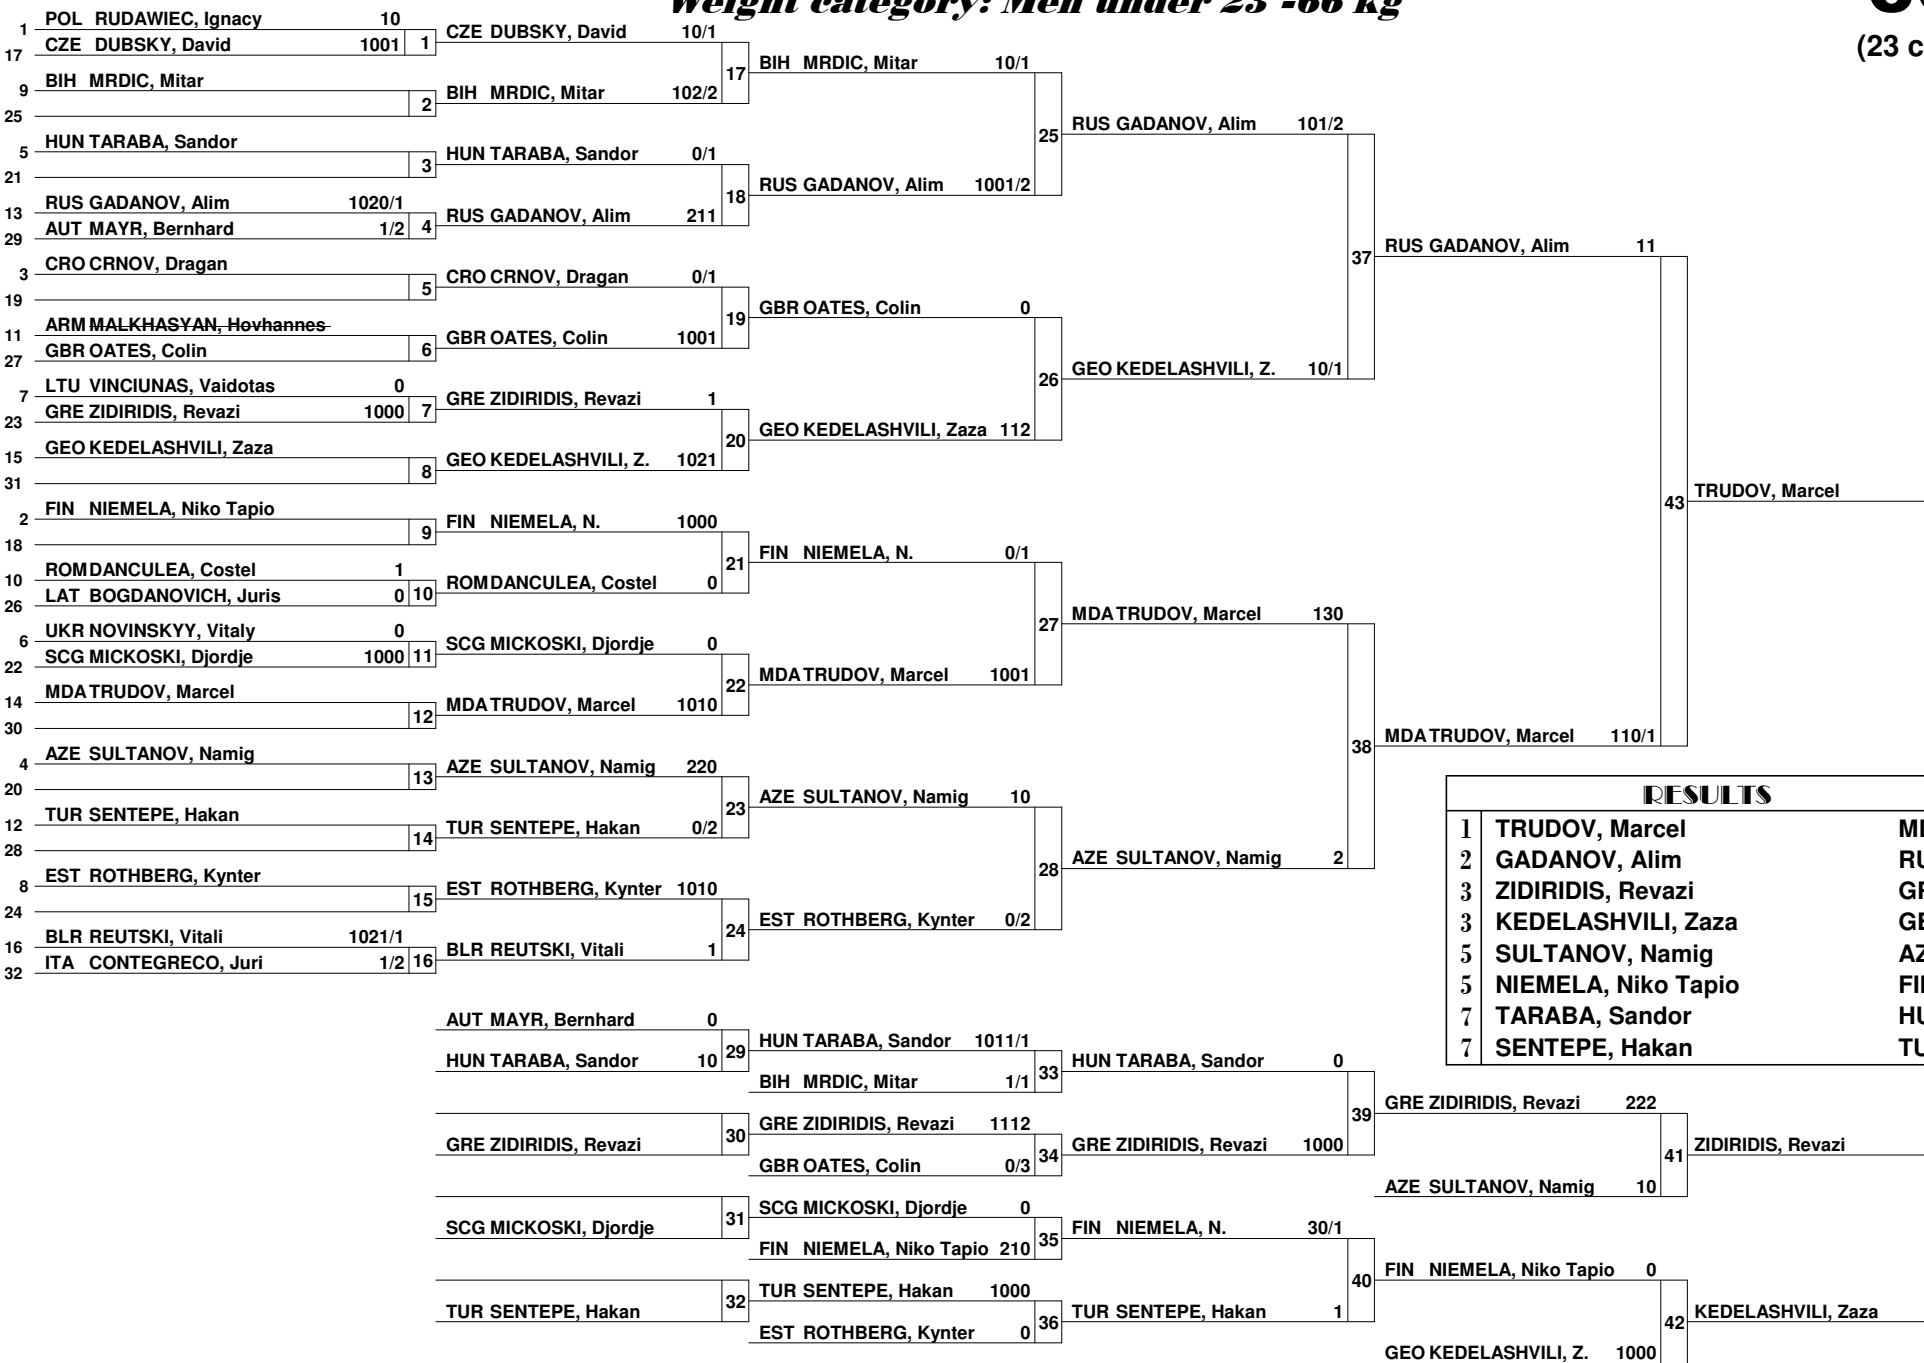 Weight category: Men under 23 -66 kg
(23 c
1 POL RUDAWIEC, Ignacy 10
17 CZE DUBSKY, David 1001
1
9 BIH MRDIC, Mitar
25
2
5 HUN TARABA, Sandor
21
3
13 RUS GADANOV, Alim 1020/1
29 AUT MAYR, Bernhard 1/2
4
3 CRO CRNOV, Dragan
19
5
11 ARM MALKHASYAN, Hovhannes
27 GBR OATES, Colin
6
7 LTU VINCIUNAS, Vaidotas 0
23 GRE ZIDIRIDIS, Revazi 1000
7
15 GEO KEDELASHVILI, Zaza
31
8
2 FIN NIEMELA, Niko Tapio
18
9
10 ROM DANCULEA, Costel 1
26 LAT BOGDANOVICH, Juris 0
10
6 UKR NOVINSKYY, Vitaly 0
22 SCG MICKOSKI, Djordje 1000
11
14 MDA TRUDOV, Marcel
30
12
4 AZE SULTANOV, Namig
20
13
12 TUR SENTEPE, Hakan
28
14
8 EST ROTHBERG, Kynter
24
15
16 BLR REUTSKI, Vitali 1021/1
32 ITA CONTEGRECO, Juri 1/2
16
CZE DUBSKY, David 10/1
17
BIH MRDIC, Mitar 102/2
HUN TARABA, Sandor 0/1
18
RUS GADANOV, Alim 211
CRO CRNOV, Dragan 0/1
19
GBR OATES, Colin 1001
GRE ZIDIRIDIS, Revazi 1
20
GEO KEDELASHVILI, Z. 1021
FIN NIEMELA, N. 1000
21
ROM DANCULEA, Costel 0
SCG MICKOSKI, Djordje 0
22
MDA TRUDOV, Marcel 1010
AZE SULTANOV, Namig 220
23
TUR SENTEPE, Hakan 0/2
EST ROTHBERG, Kynter 1010
24
BLR REUTSKI, Vitali 1
BIH MRDIC, Mitar 10/1
25
RUS GADANOV, Alim 1001/2
GBR OATES, Colin 0
26
GEO KEDELASHVILI, Zaza 112
FIN NIEMELA, N. 0/1
27
MDA TRUDOV, Marcel 1001
AZE SULTANOV, Namig 10
28
EST ROTHBERG, Kynter 0/2
RUS GADANOV, Alim 101/2
37
GEO KEDELASHVILI, Z. 10/1
MDA TRUDOV, Marcel 130
38
AZE SULTANOV, Namig 2
RUS GADANOV, Alim 11
43
MDA TRUDOV, Marcel 110/1
TRUDOV, Marcel
RESULTS
1 TRUDOV, Marcel
2 GADANOV, Alim
3 ZIDIRIDIS, Revazi
3 KEDELASHVILI, Zaza
5 SULTANOV, Namig
5 NIEMELA, Niko Tapio
7 TARABA, Sandor
7 SENTEPE, Hakan
AUT MAYR, Bernhard 0
29
HUN TARABA, Sandor 10
30
GRE ZIDIRIDIS, Revazi
31
SCG MICKOSKI, Djordje
32
TUR SENTEPE, Hakan
HUN TARABA, Sandor 1011/1
33
BIH MRDIC, Mitar 1/1
GRE ZIDIRIDIS, Revazi 1112
34
GBR OATES, Colin 0/3
SCG MICKOSKI, Djordje 0
35
FIN NIEMELA, Niko Tapio 210
TUR SENTEPE, Hakan 1000
36
EST ROTHBERG, Kynter 0
HUN TARABA, Sandor 0
39
GRE ZIDIRIDIS, Revazi 1000
FIN NIEMELA, N. 30/1
40
TUR SENTEPE, Hakan 1
GRE ZIDIRIDIS, Revazi 222
41
AZE SULTANOV, Namig 10
FIN NIEMELA, Niko Tapio 0
42
GEO KEDELASHVILI, Z. 1000
ZIDIRIDIS, Revazi
KEDELASHVILI, Zaza